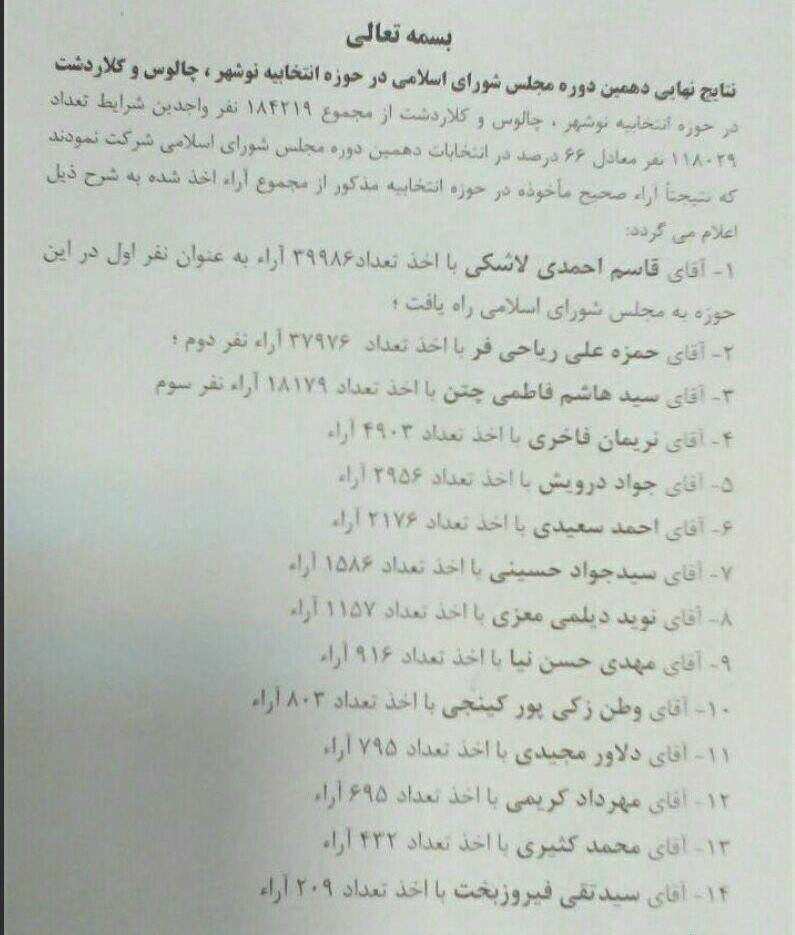 بسمه تعالی
نتایج نهایی دهمین دوره مجلس شورای اسلامی در حوزه انتخابیه نوشهر ، چالوس و کلاردشت
در حوزه انتخابیه نوشهر ، چالوس و کلاردشت از مجموع ۱۸۴۲۱۹ نفر واجدین شرایط تعداد
۱۱۸۰۲۹ نفر معادل ۶۶ درصد در انتخابات دهمین دوره مجلس شورای اسلامی شرکت نمودند
که نتیجتاً آراء صحیح مأخوذه در حوزه انتخابیه مذکور از مجموع آراء اخذ شده به شرح ذیل
اعلام می گردد:
۱- آقای قاسم احمدی لاشکی با اخذ تعداد۳۹۹۸۶ آراء به عنوان نفر اول در این
حوزه به مجلس شورای اسلامی راه یافت ؛
۲- آقای حمزه علی ریاحی فر با اخذ تعداد ۳۷۹۷۶ آراء نفر دوم ؛
۳- آقای سید هاشم فاطمی چتن با اخذ تعداد ۱۸۱۷۹ آراء نفر سوم
۴- آقای نریمان فاخری با اخذ تعداد ۴۹۰۳ آراء
۵- آقای جواد درویش با اخذ تعداد ۲۹۵۶ آراء
۶- آقای احمد سعیدی با اخذ تعداد ۲۱۷۶ آراء
۷- آقای سیدجواد حسینی با اخذ تعداد ۱۵۸۶ آراء
۸- آقای نوید دیلمی معزی با اخذ تعداد ۱۱۵۷ آراء
۹- آقای مهدی حسن نیا با اخذ تعداد ۹۱۶ آراء
۱۰- آقای وطن زکی پور کینجی با اخذ تعداد ۸۰۳ آراء
۱۱- آقای دلاور مجیدی با اخذ تعداد ۷۹۵ آراء
۱۲- آقای مهرداد کریمی با اخذ تعداد ۶۹۵ آراء
۱۳- آقای محمد کثیری با اخذ تعداد ۴۳۲ آراء
۱۴- آقای سیدتقی فیروزبخت با اخذ تعداد ۲۰۹ آراء